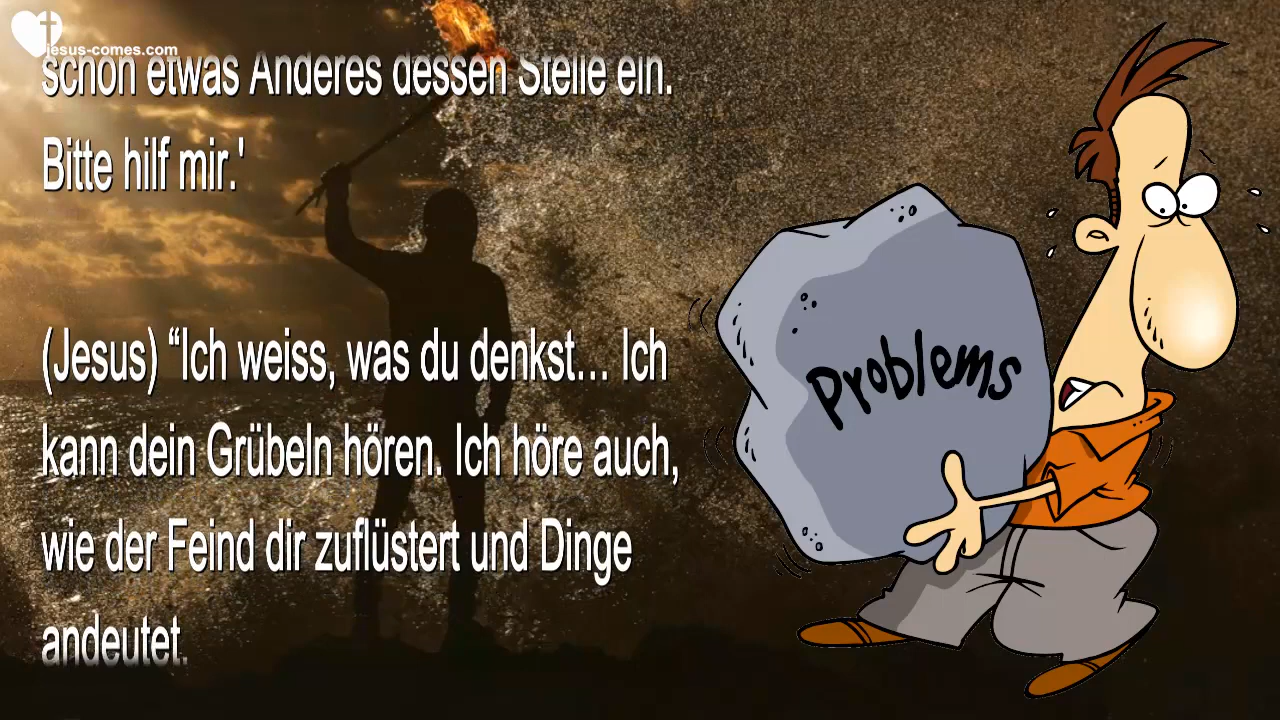 jesus-comes.com
schon etwas Anderes dessen Stelle ein.
Bitte hilf mir.'
(Jesus) “Ich weiss, was du denkst... Ich
kann dein Grübeln hören. Ich höre auch,
wie der Feind dir zuflüstert und Dinge
andeutet.
problems